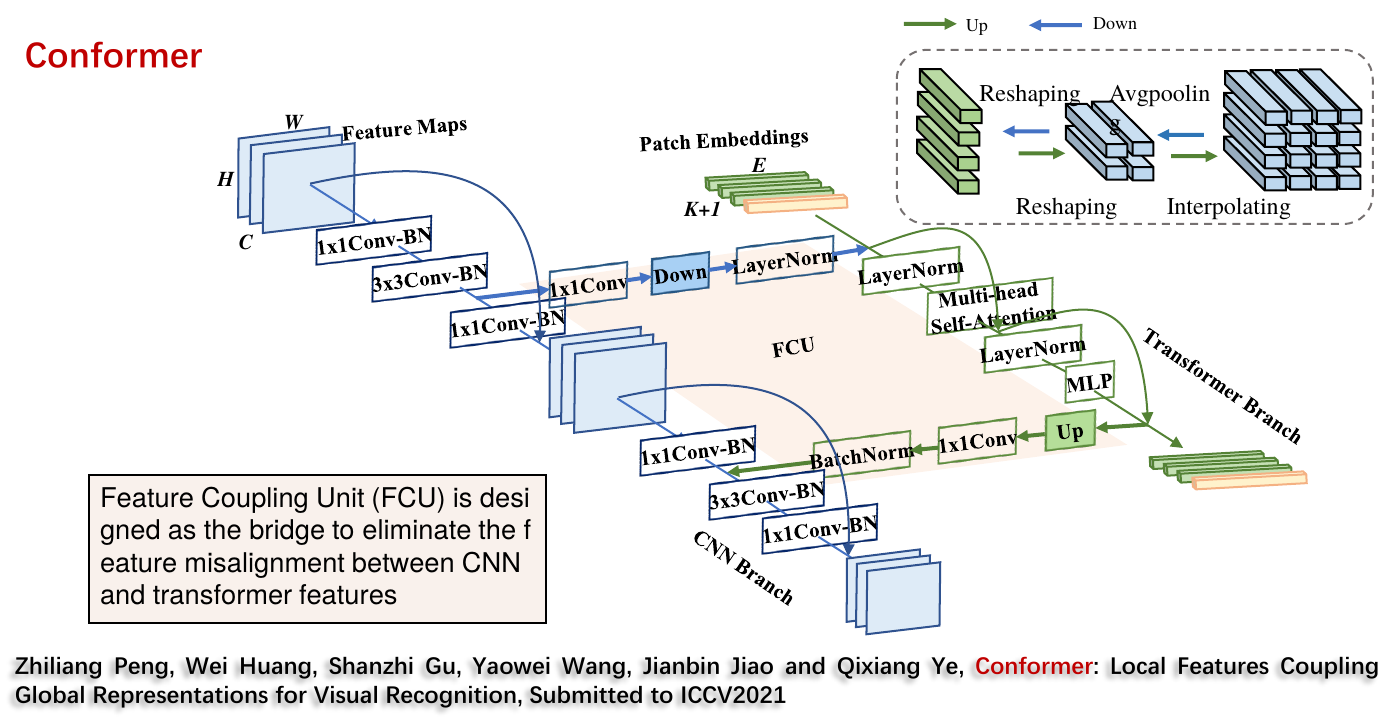 Conformer
Up
Down
Reshaping
Avgpoolin
g
Reshaping
Interpolating
W
Feature Maps
H
C
1x1Conv-BN
3x3Conv-BN
1x1Conv-BN
1x1Conv
Down
LayerNorm
Patch Embeddings
E
K+1
LayerNorm
Multi-head
Self-Attention
LayerNorm
MLP
Transformer Branch
FCU
Up
1x1Conv
BatchNorm
1x1Conv-BN
3x3Conv-BN
1x1Conv-BN
CNN Branch
Feature Coupling Unit (FCU) is desi
gned as the bridge to eliminate the f
eature misalignment between CNN
and transformer features
Zhiliang Peng, Wei Huang, Shanzhi Gu, Yaowei Wang, Jianbin Jiao and Qixiang Ye, Conformer: Local Features Coupling
Global Representations for Visual Recognition, Submitted to ICCV2021